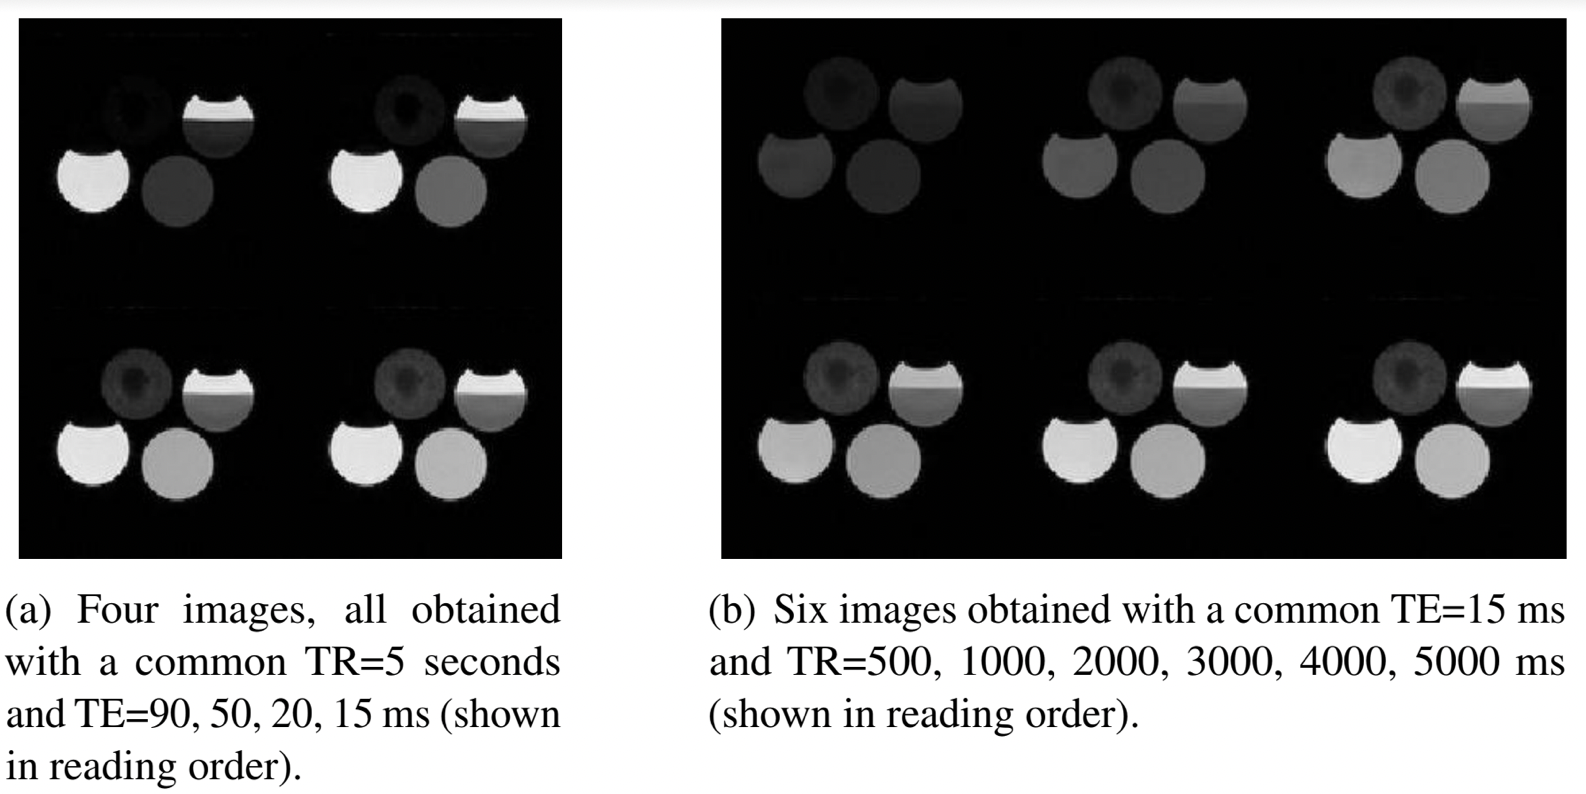 (a) Four images, all obtained
with a common TR=5 seconds
and TE=90, 50, 20, 15 ms (shown
in reading order).
(b) Six images obtained with a common TE=15 ms
and TR=500, 1000, 2000, 3000, 4000, 5000 ms
(shown in reading order).